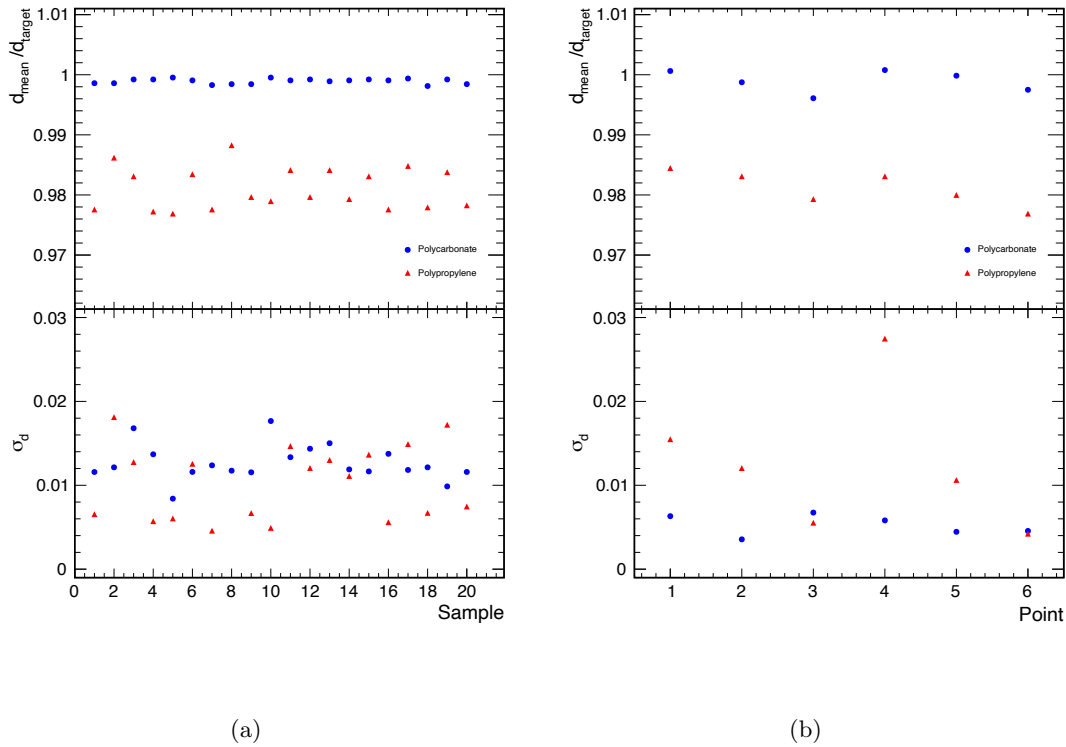 d_mean /d_target
1.01
1
0.99
0.98
0.97
Polycarbonate
Polypropylene
σ_d
0.03
0.02
0.01
0
0 2 4 6 8 10 12 14 16 18 20
Sample
(a)
d_mean /d_target
1.01
1
0.99
0.98
0.97
Polycarbonate
Polypropylene
σ_d
0.03
0.02
0.01
0
1 2 3 4 5 6
Point
(b)